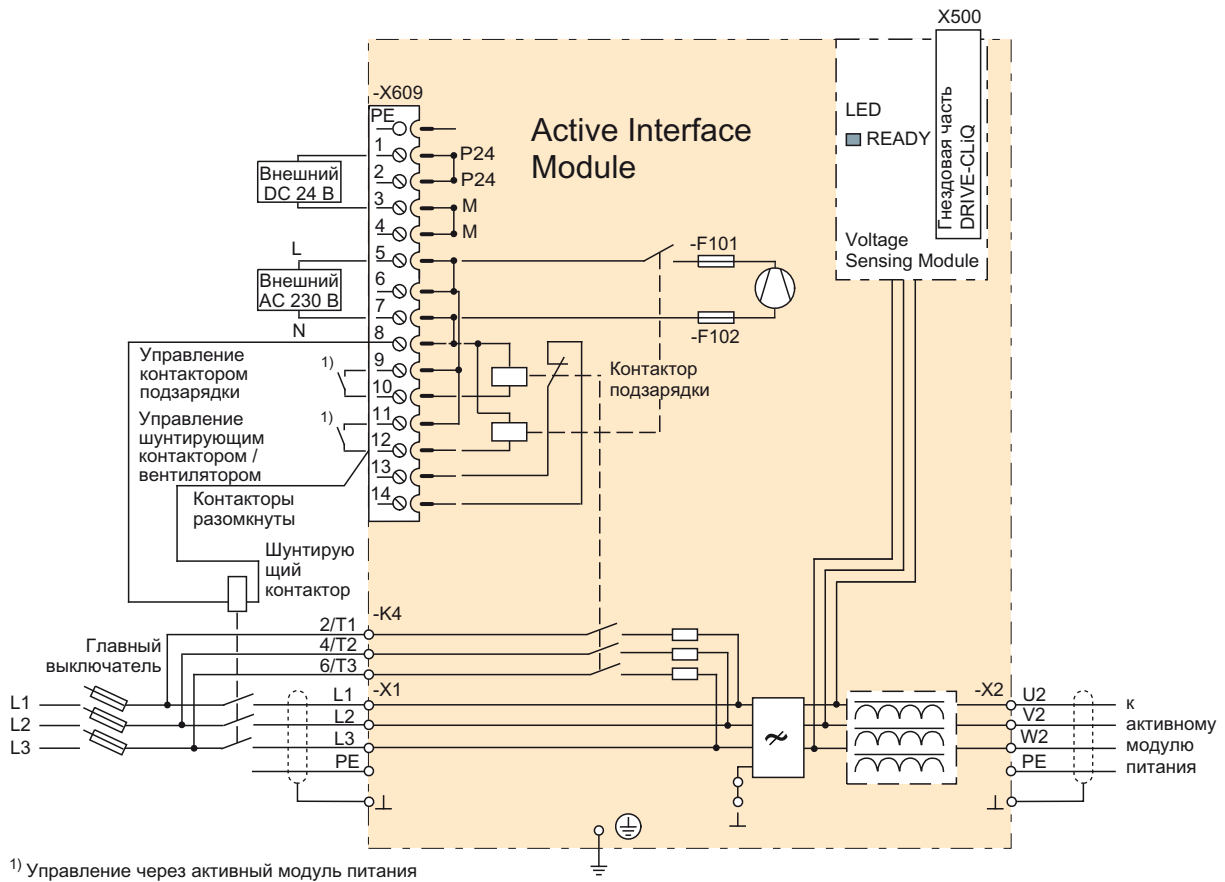 X500
-X609
PE
Active Interface
Module
LED
READY
Гнездовая часть
DRIVE-CLiQ
Voltage
Sensing Module
1
P24
Внешний
DC 24 В
2
P24
3
M
4
M
L
5
-F101
Внешний
AC 230 В
6
7
N
-F102
8
Управление
контактором
подзарядки
1)
9
10
Контактор
подзарядки
Управление
шунтирующим
контактором /
вентилятором
1)
11
12
13
14
Контакторы
разомкнуты
Шунтирую
щий
контактор
-K4
2/T1
4/T2
6/T3
Главный
выключатель
-X1
-X2
L1
L1
U2
к
L2
L2
V2
активному
L3
L3
W2
модулю
PE
PE
питания
1) Управление через активный модуль питания